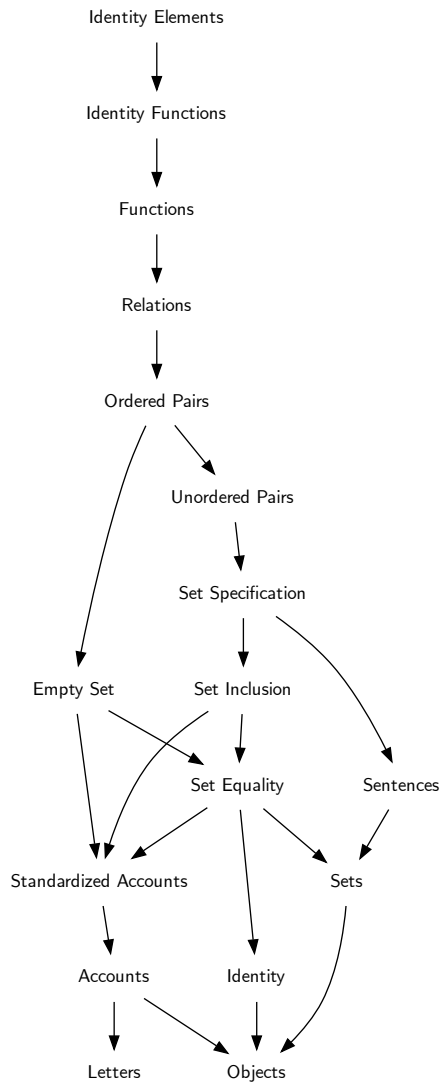 Identity Elements
Identity Functions
Functions
Relations
Ordered Pairs
Unordered Pairs
Set Specification
Empty Set
Set Inclusion
Set Equality
Sentences
Standardized Accounts
Sets
Accounts
Identity
Letters
Objects